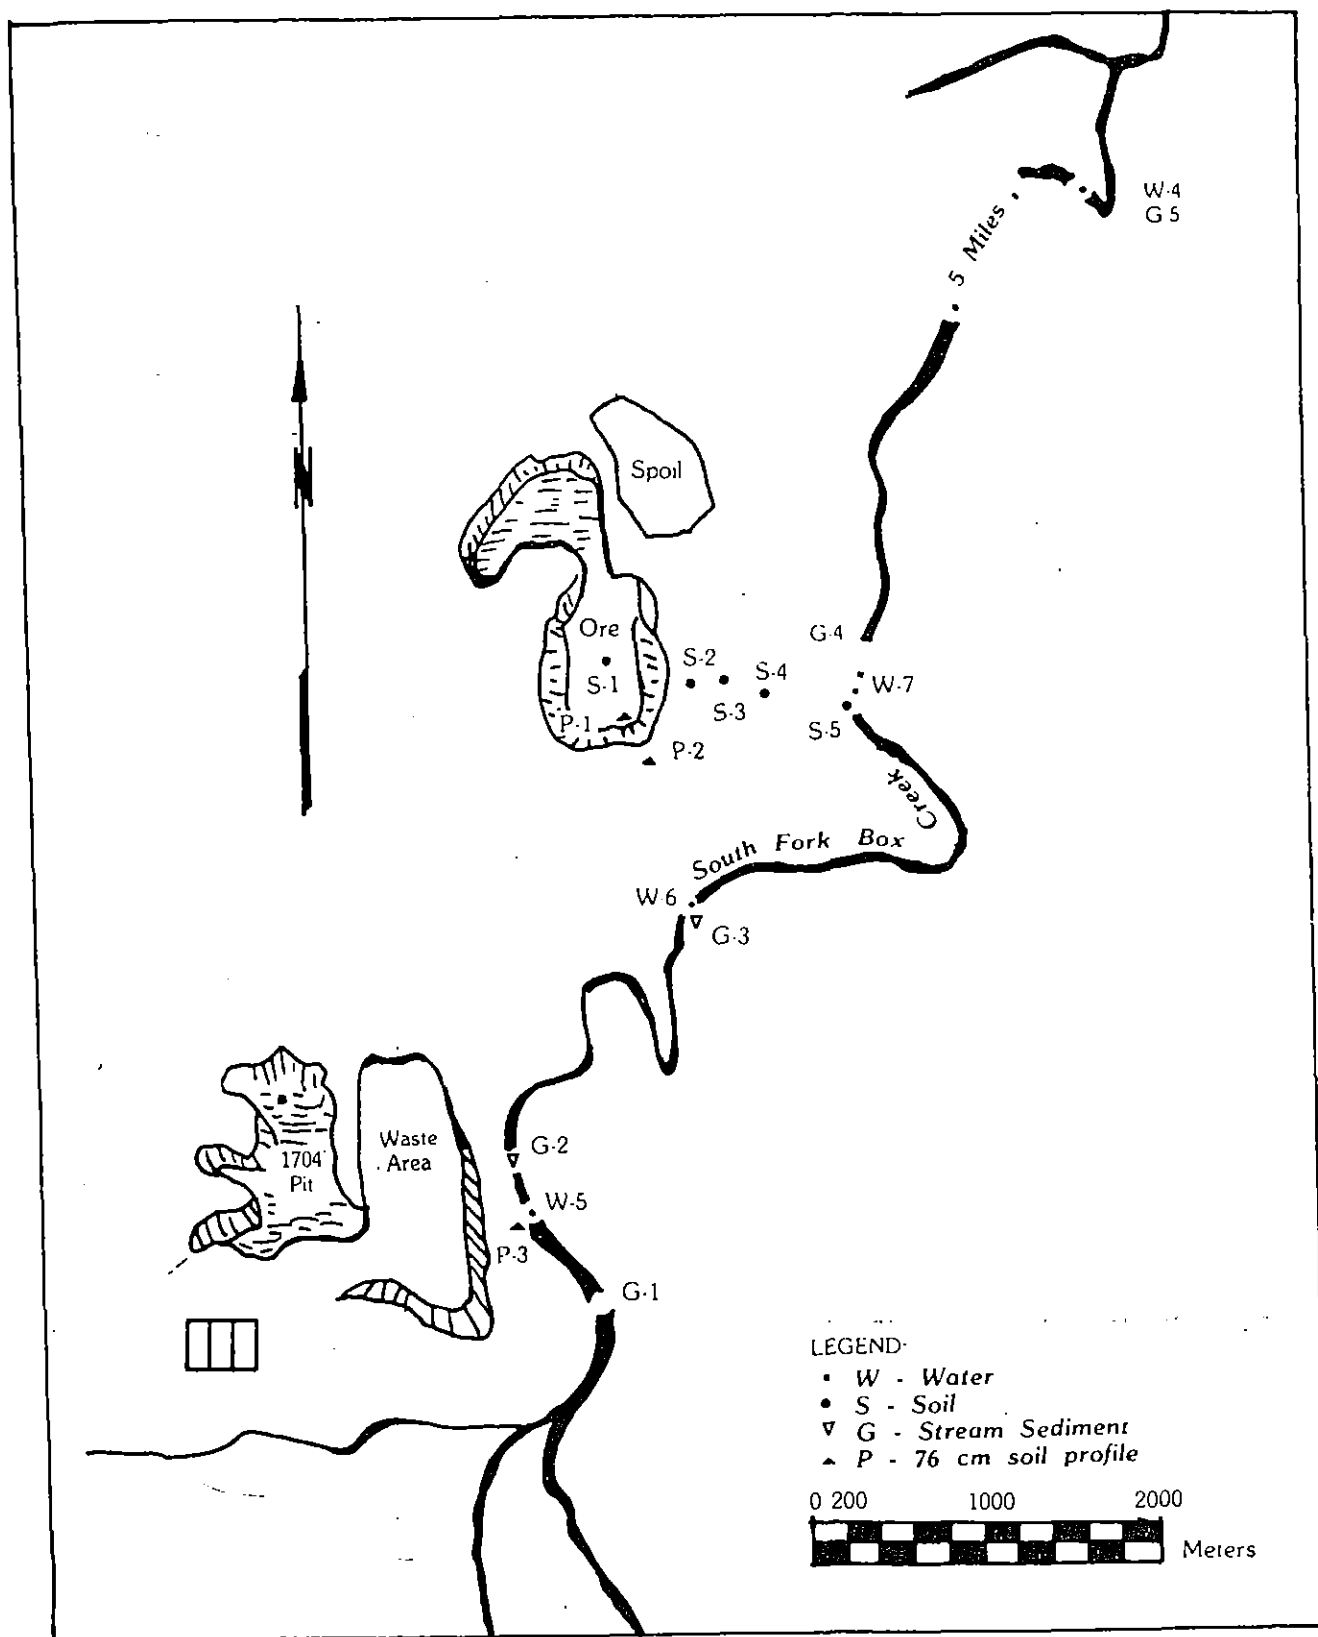 W-4
G 5
5 Miles
N
Spoil
Ore
S-1
S-2
S-3
S-4
G-4
W-7
S-5
P-1
P-2
South Fork Box Creek
W-6
G-3
1704
Pit
Waste
Area
G-2
W-5
P-3
G-1
LEGEND
W - Water
S - Soil
G - Stream Sediment
P - 76 cm soil profile
0 200 1000 2000
Meters